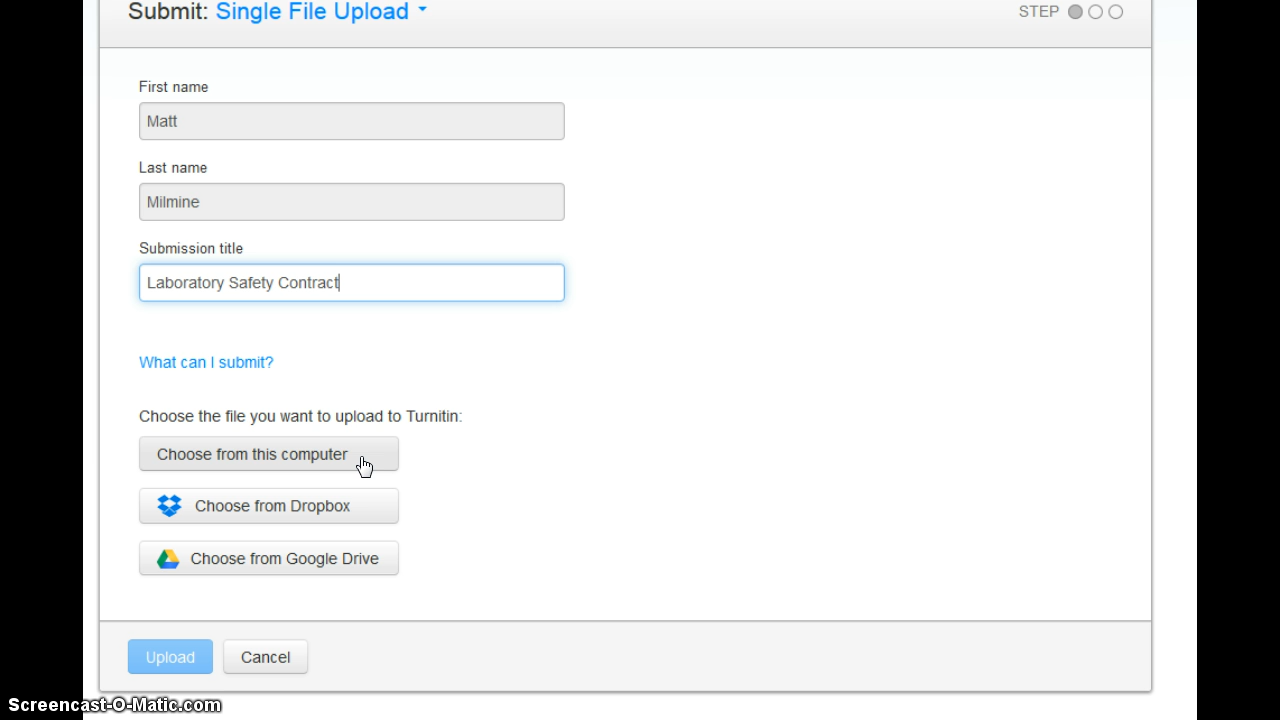 Submit: Single File Upload
STEP
First name
Matt
Last name
Milmine
Submission title
Laboratory Safety Contract
What can I submit?
Choose the file you want to upload to Turnitin:
Choose from this computer
Choose from Dropbox
Choose from Google Drive
Upload Cancel
Screencast-O-Matic.com